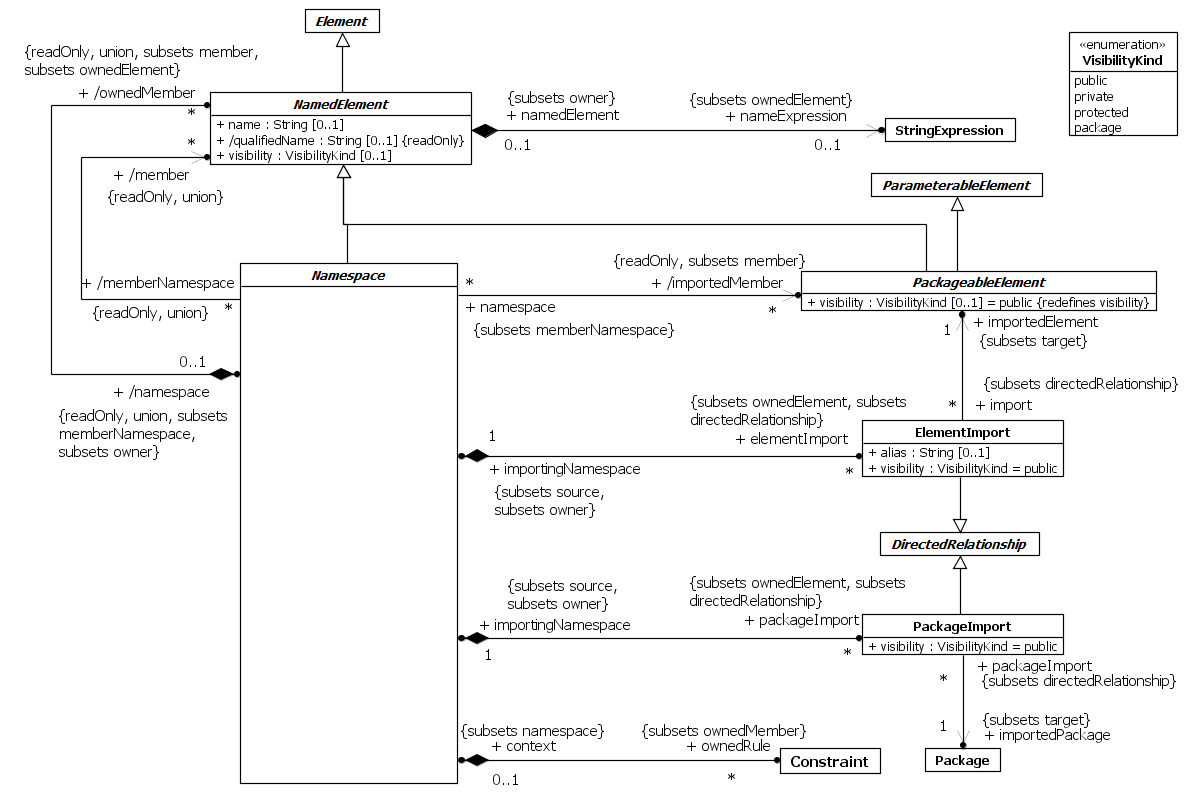 Element
{readOnly, union, subsets member,
subsets ownedElement}
+ /ownedMember
*
NamedElement
+ name : String [0..1]
+ /qualifiedName : String [0..1] {readOnly}
+ visibility : VisibilityKind [0..1]
*
+ /member
{readOnly, union}
{subsets owner}
+ namedElement
0..1
{subsets ownedElement}
+ nameExpression
0..1
StringExpression
«enumeration»
VisibilityKind
public
private
protected
package
ParameterableElement
+ /memberNamespace
{readOnly, union}
*
Namespace
*
+ namespace
{subsets memberNamespace}
{readOnly, subsets member}
+ /importedMember
*
PackageableElement
+ visibility : VisibilityKind [0..1] = public {redefines visibility}
1
+ importedElement
{subsets target}
0..1
+ /namespace
{readOnly, union, subsets
memberNamespace,
subsets owner}
{subsets directedRelationship}
*
+ import
1
+ importingNamespace
{subsets source,
subsets owner}
{subsets ownedElement, subsets
directedRelationship}
+ elementImport
*
ElementImport
+ alias : String [0..1]
+ visibility : VisibilityKind = public
DirectedRelationship
{subsets source,
subsets owner}
+ importingNamespace
1
{subsets ownedElement, subsets
directedRelationship}
+ packageImport
*
PackageImport
+ visibility : VisibilityKind = public
+ packageImport
*
{subsets directedRelationship}
{subsets namespace}
+ context
0..1
{subsets ownedMember}
+ ownedRule
*
Constraint
1
{subsets target}
+ importedPackage
Package